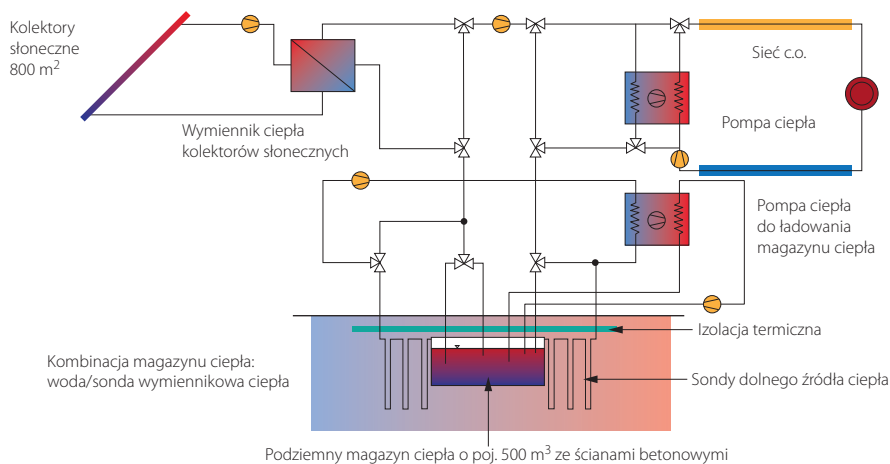 Kolektory
słoneczne
800 m²
Wymiennik ciepła
kolektorów słonecznych
Sieć c.o.
Pompa ciepła
Pompa ciepła
do ładowania
magazynu ciepła
Izolacja termiczna
Kombinacja magazynu ciepła:
woda/sonda wymiennikowa ciepła
Sondy dolnego źródła ciepła
Podziemny magazyn ciepła o poj. 500 m³ ze ścianami betonowymi